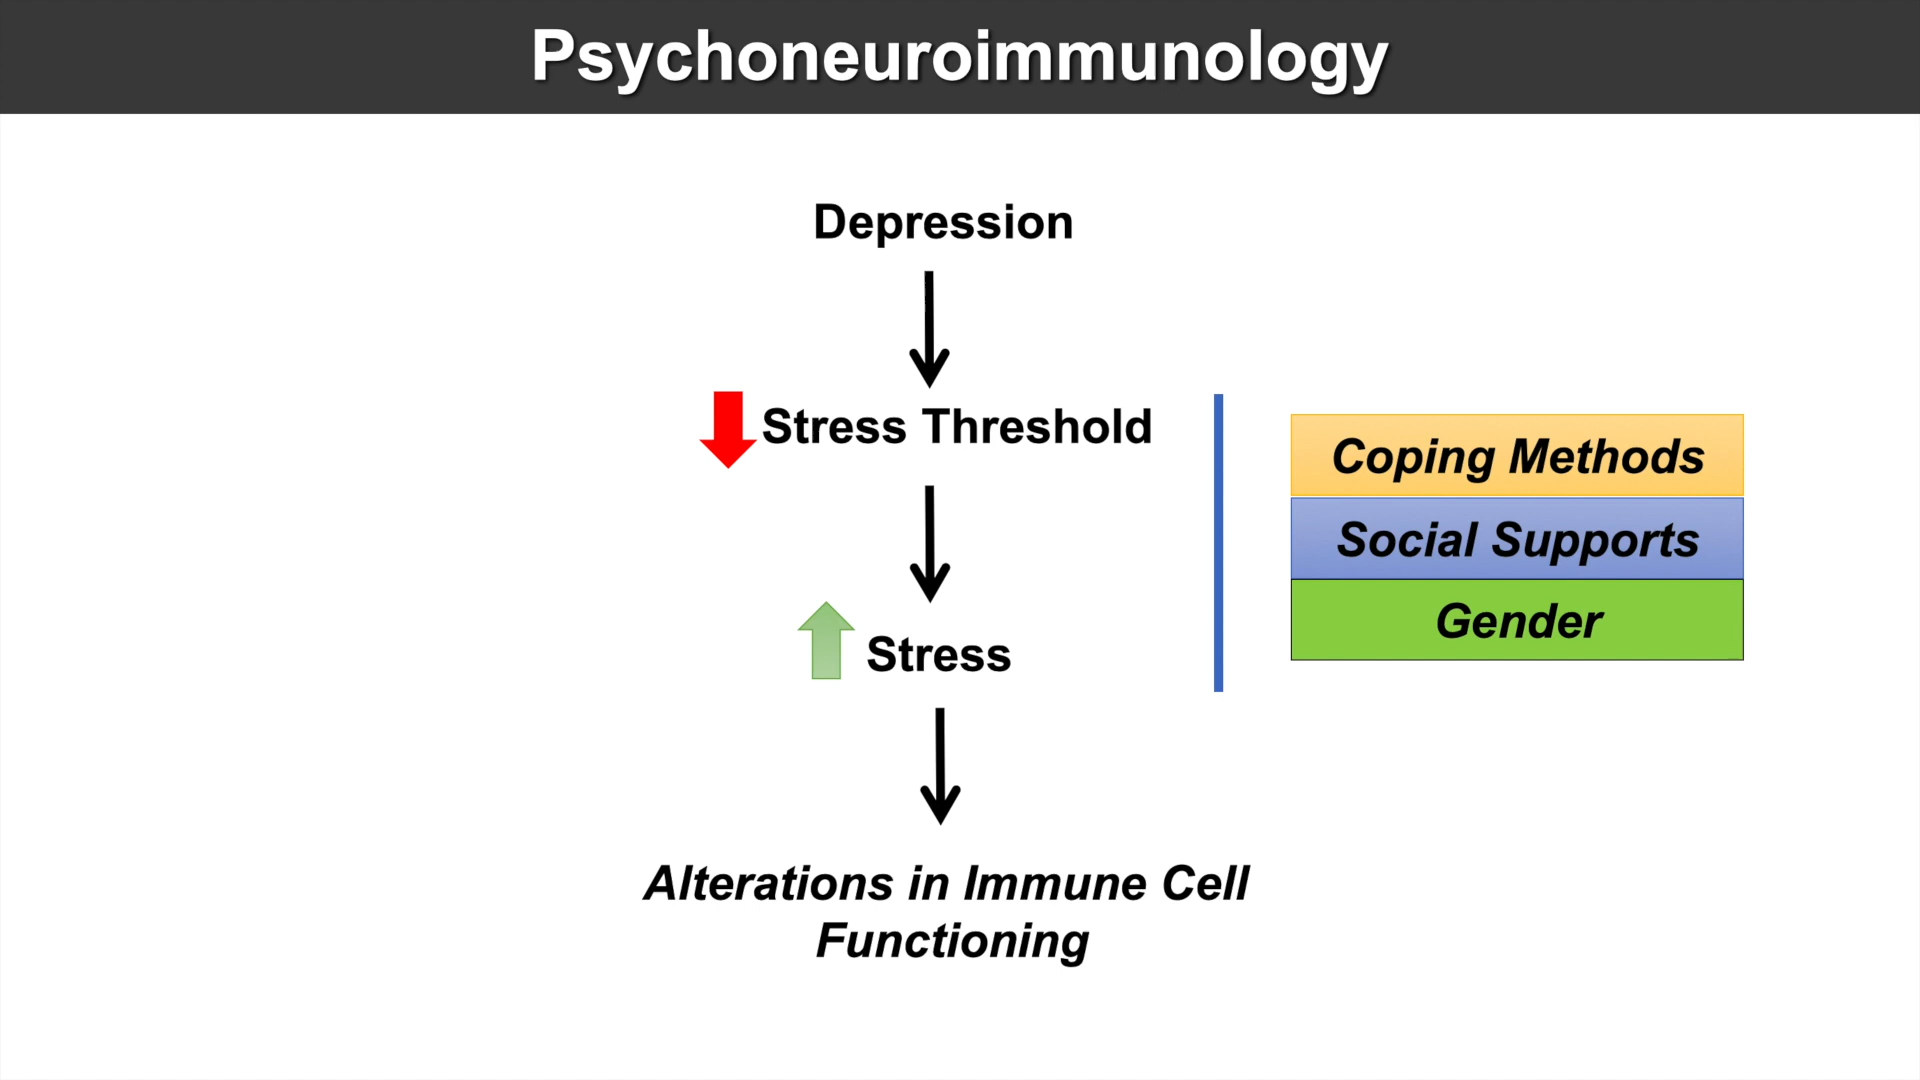 Psychoneuroimmunology
Depression
Stress Threshold
Stress
Alterations in Immune Cell
Functioning
Coping Methods
Social Supports
Gender